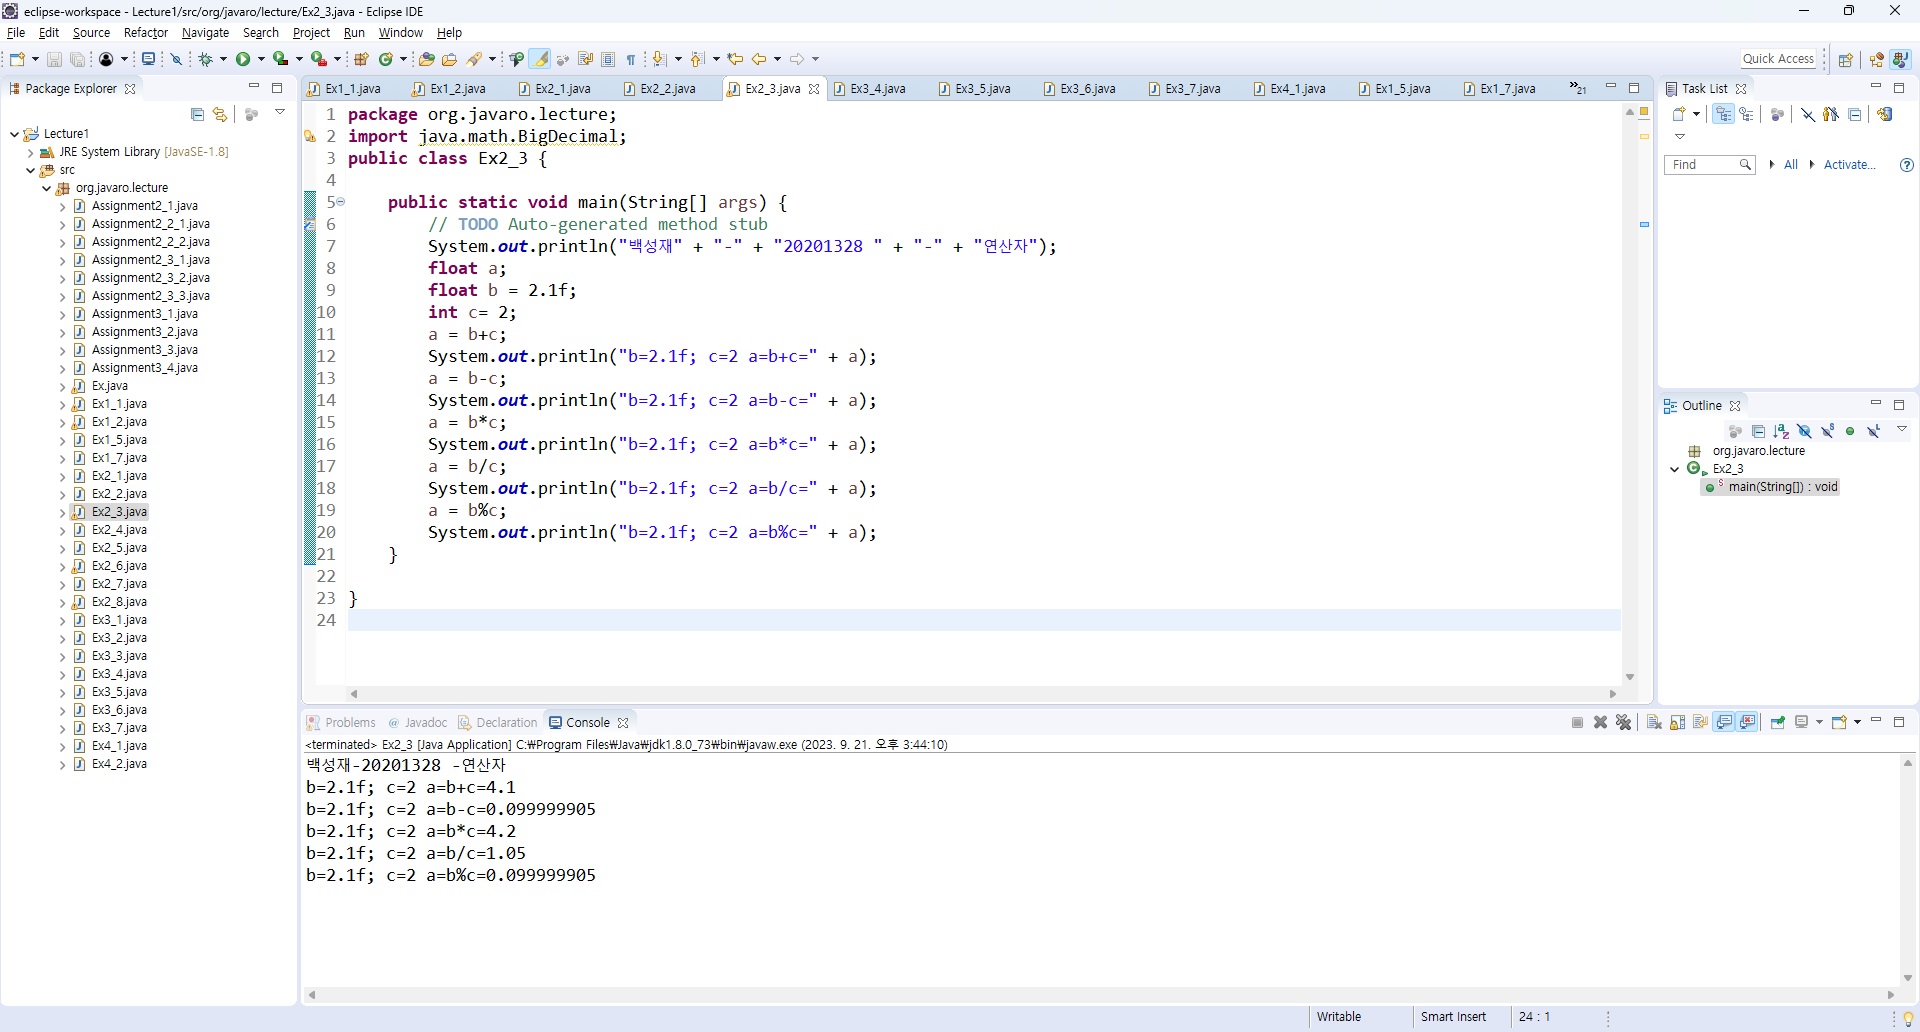 eclipse-workspace - Lecture1/src/org/javaro/lecture/Ex2_3.java - Eclipse IDE
File Edit Source Refactor Navigate Search Project Run Window Help
Quick Access
Package Explorer
Lecture1
JRE System Library [JavaSE-1.8]
src
org.javaro.lecture
Assignment2_1.java
Assignment2_2_1.java
Assignment2_2_2.java
Assignment2_3_1.java
Assignment2_3_2.java
Assignment2_3_3.java
Assignment3_1.java
Assignment3_2.java
Assignment3_3.java
Assignment3_4.java
Ex.java
Ex1_1.java
Ex1_2.java
Ex1_5.java
Ex1_7.java
Ex2_1.java
Ex2_2.java
Ex2_3.java
Ex2_4.java
Ex2_5.java
Ex2_6.java
Ex2_7.java
Ex2_8.java
Ex3_1.java
Ex3_2.java
Ex3_3.java
Ex3_4.java
Ex3_5.java
Ex3_6.java
Ex3_7.java
Ex4_1.java
Ex4_2.java
Ex1_1.java Ex1_2.java Ex2_1.java Ex2_2.java Ex2_3.java Ex3_4.java Ex3_5.java Ex3_6.java Ex3_7.java Ex4_1.java Ex1_5.java Ex1_7.java »21
1 package org.javaro.lecture;
2 import java.math.BigDecimal;
3 public class Ex2_3 {
4
5 public static void main(String[] args) {
6 // TODO Auto-generated method stub
7 System.out.println("백성재" + "-" + "20201328 " + "-" + "연산자");
8 float a;
9 float b = 2.1f;
10 int c= 2;
11 a = b+c;
12 System.out.println("b=2.1f; c=2 a=b+c=" + a);
13 a = b-c;
14 System.out.println("b=2.1f; c=2 a=b-c=" + a);
15 a = b*c;
16 System.out.println("b=2.1f; c=2 a=b*c=" + a);
17 a = b/c;
18 System.out.println("b=2.1f; c=2 a=b/c=" + a);
19 a = b%c;
20 System.out.println("b=2.1f; c=2 a=b%c=" + a);
21 }
22
23 }
24
Task List
Find All Activate...
Outline
org.javaro.lecture
Ex2_3
main(String[]) : void
Problems Javadoc Declaration Console
<terminated> Ex2_3 [Java Application] C:₩Program Files₩Java₩jdk1.8.0_73₩bin₩javaw.exe (2023. 9. 21. 오후 3:44:10)
백성재-20201328 -연산자
b=2.1f; c=2 a=b+c=4.1
b=2.1f; c=2 a=b-c=0.099999905
b=2.1f; c=2 a=b*c=4.2
b=2.1f; c=2 a=b/c=1.05
b=2.1f; c=2 a=b%c=0.099999905
Writable Smart Insert 24 : 1